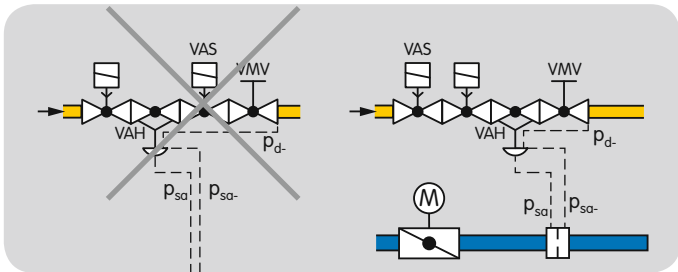 VAS
VMV
VAH
pd-
psa
psa-
VAS
VMV
VAH
pd-
psa
psa-
M